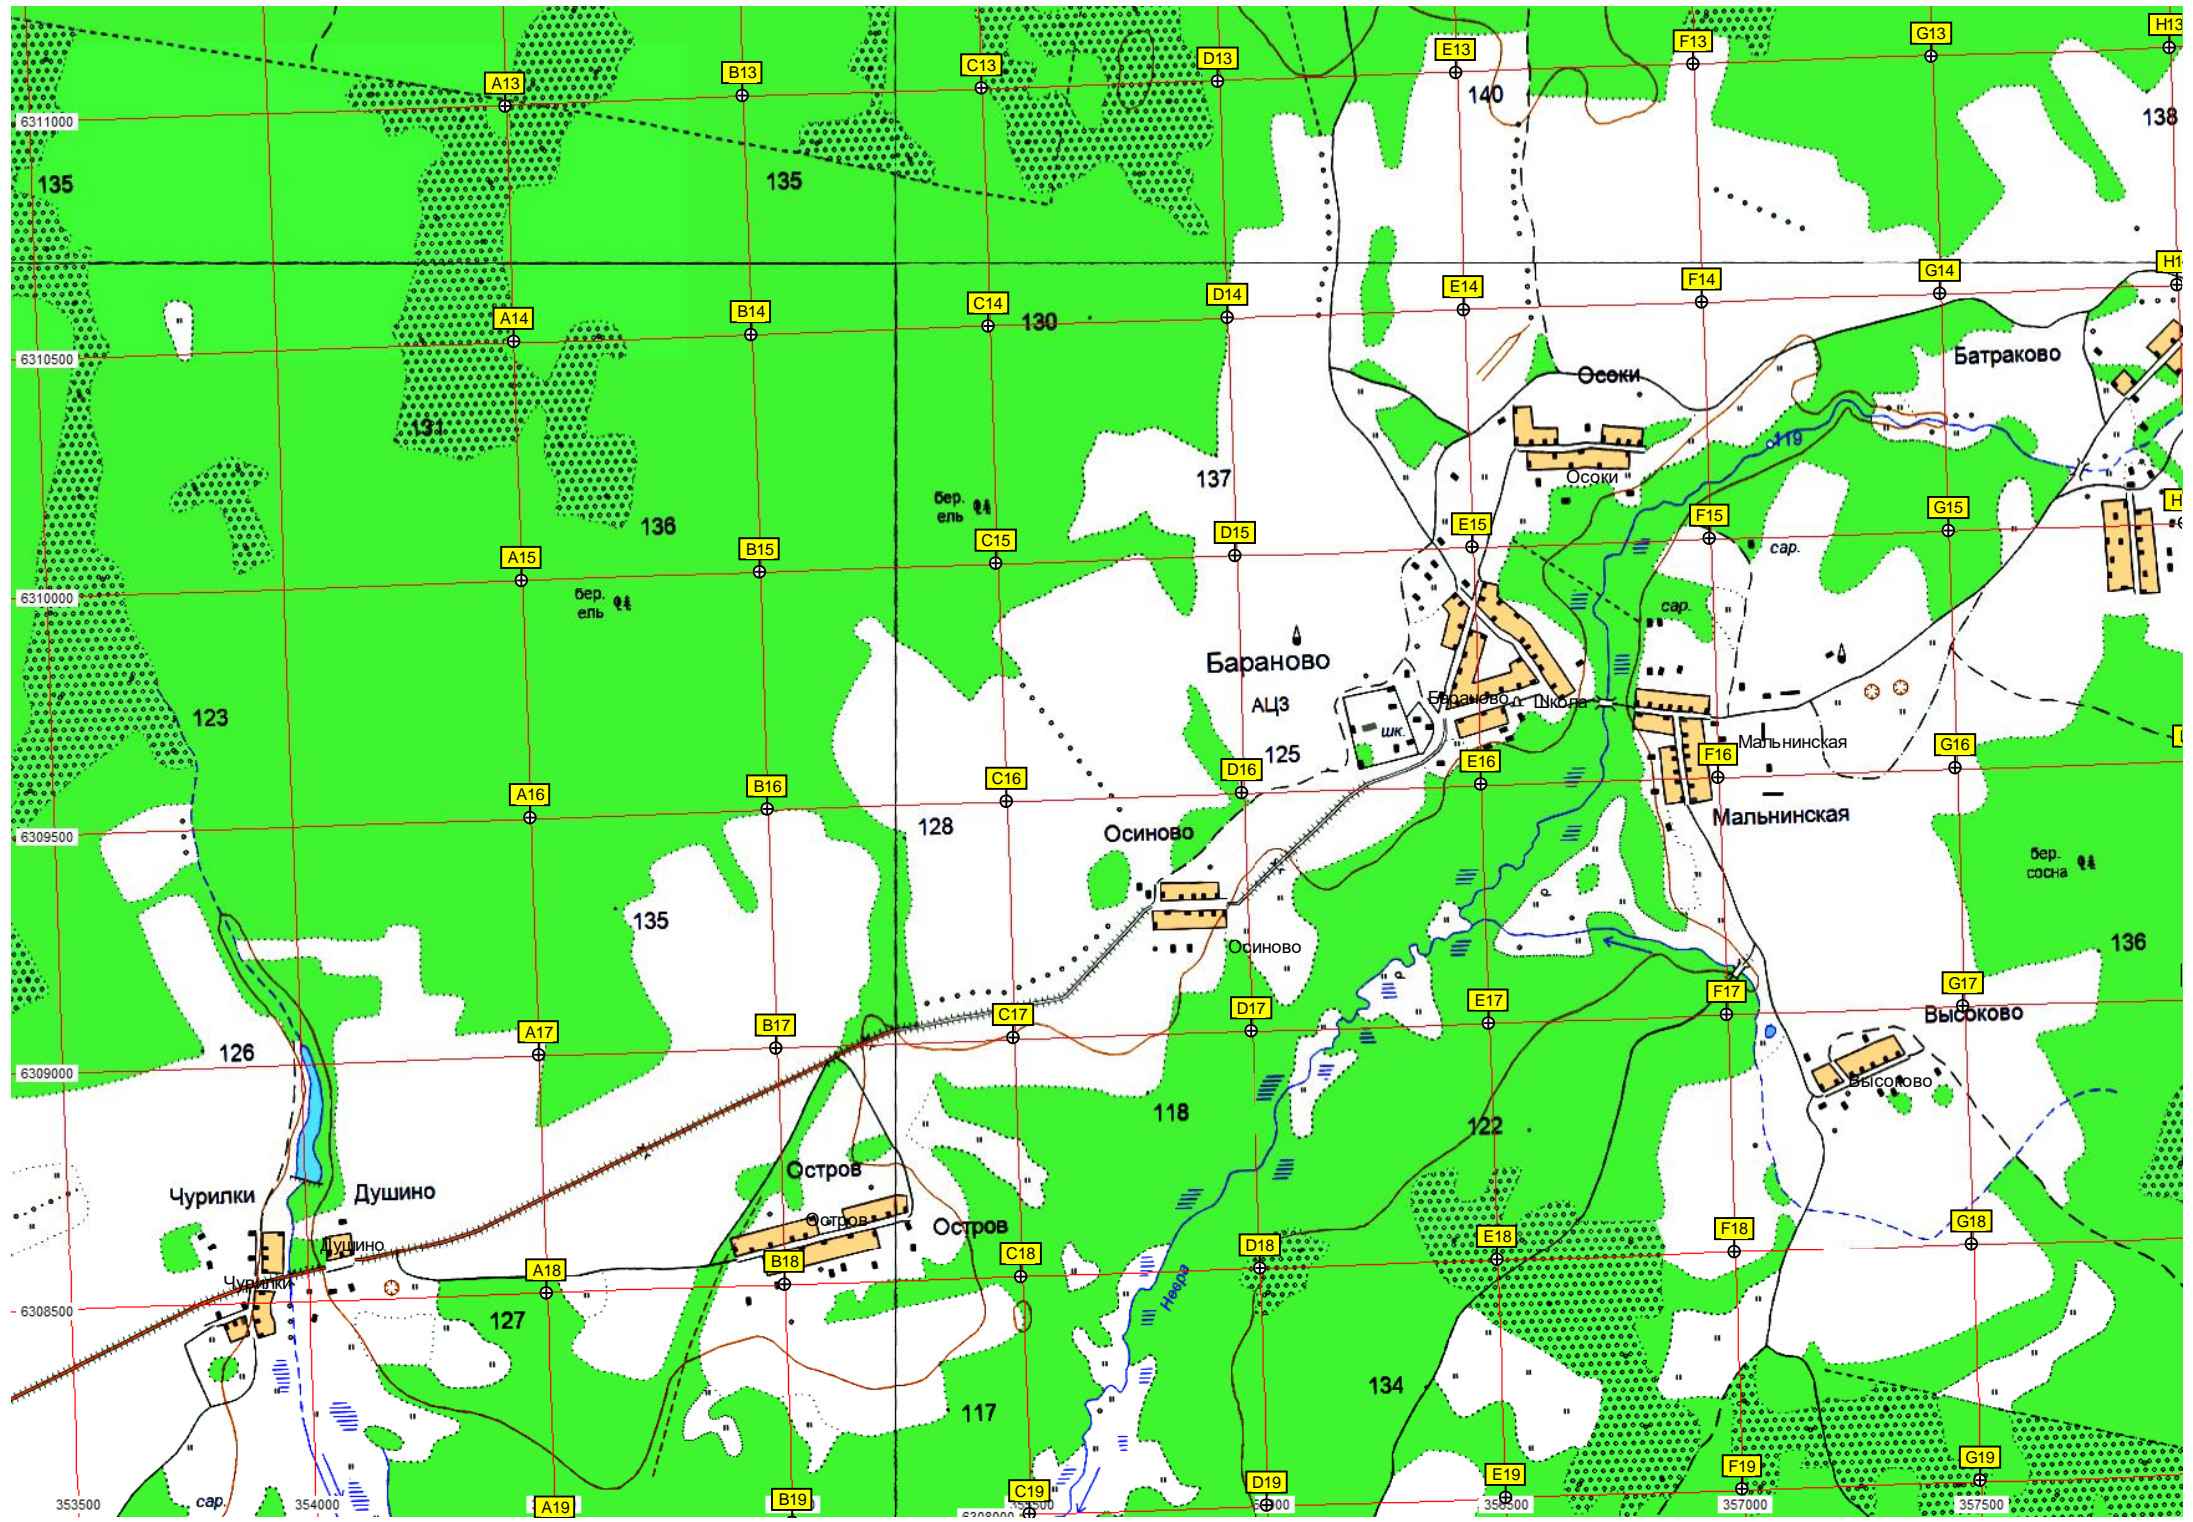 H13
G13
F13
E13
D13
C13
B13
A13
140
138
6311000
135
135
H1
G14
F14
E14
D14
C14
B14
A14
130
6310500
Батраково
Осоки
131
119
137
Осоки
бер.
ель
136
G15
F15
E15
D15
C15
B15
A15
H
сар.
6310000
бер.
ель
сар.
Бараново
АЦЗ
Бараново
Школа
123
шк.
125
Мальнинская
G16
F16
E16
D16
C16
B16
A16
Мальнинская
128
Осиново
6309500
бер.
сосна
135
Осиново
136
G17
F17
E17
D17
C17
B17
A17
Высоково
126
6309000
Высоково
118
122
Остров
Чурилки
Душино
Остров
Остров
Душино
Чурилки
G18
F18
E18
D18
C18
B18
A18
Невра
6308500
127
134
117
G19
F19
E19
D19
C19
B19
A19
сар.
353500
354000
357000
357500
6308000